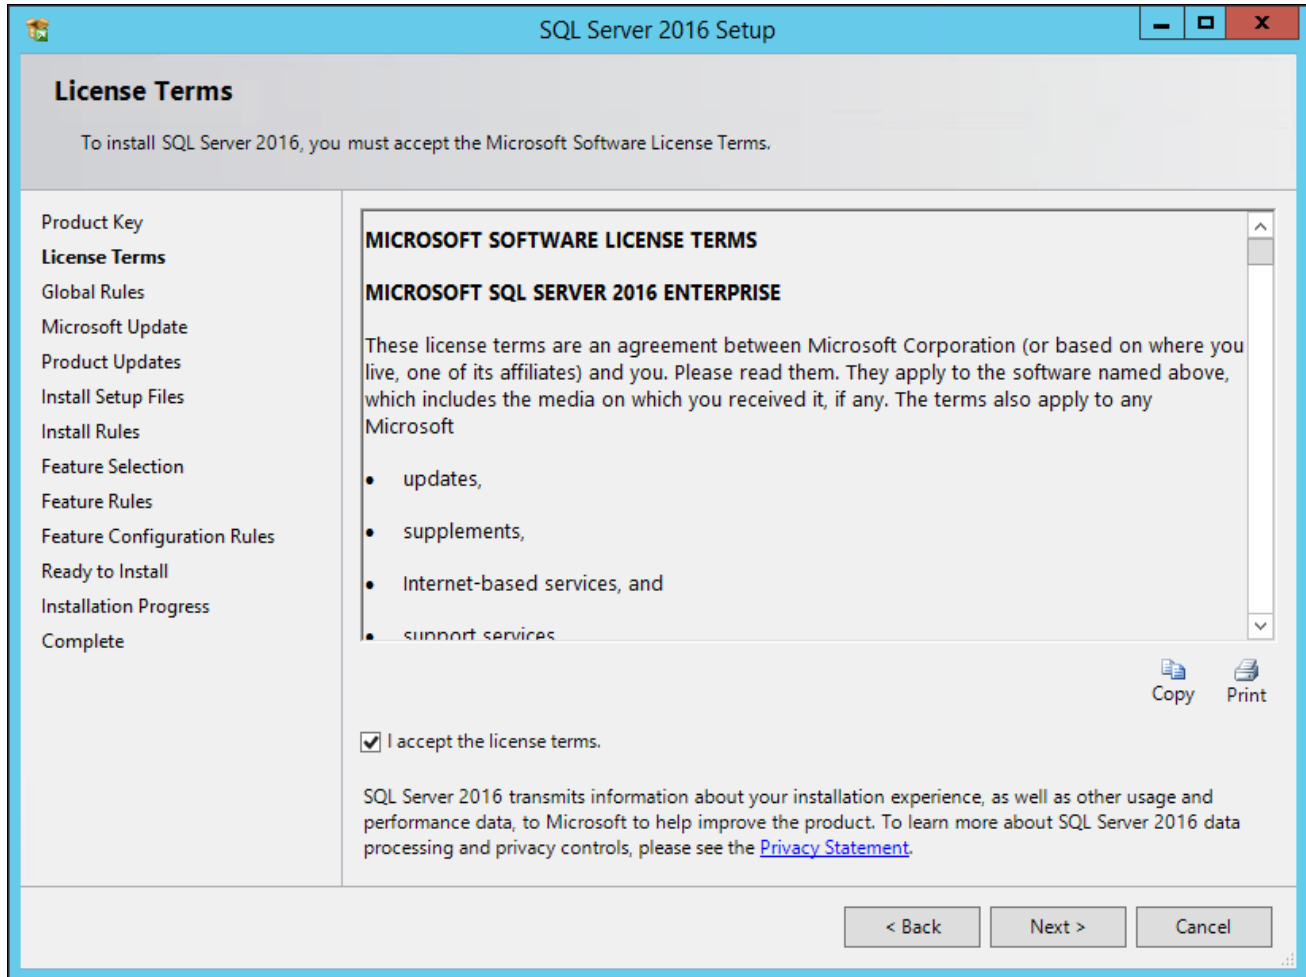 SQL Server 2016 Setup
License Terms
To install SQL Server 2016, you must accept the Microsoft Software License Terms.
Product Key
License Terms
Global Rules
Microsoft Update
Product Updates
Install Setup Files
Install Rules
Feature Selection
Feature Rules
Feature Configuration Rules
Ready to Install
Installation Progress
Complete
MICROSOFT SOFTWARE LICENSE TERMS
MICROSOFT SQL SERVER 2016 ENTERPRISE
These license terms are an agreement between Microsoft Corporation (or based on where you
live, one of its affiliates) and you. Please read them. They apply to the software named above,
which includes the media on which you received it, if any. The terms also apply to any
Microsoft
• updates,
• supplements,
• Internet-based services, and
• support services
Copy Print
I accept the license terms.
SQL Server 2016 transmits information about your installation experience, as well as other usage and
performance data, to Microsoft to help improve the product. To learn more about SQL Server 2016 data
processing and privacy controls, please see the Privacy Statement.
< Back Next > Cancel